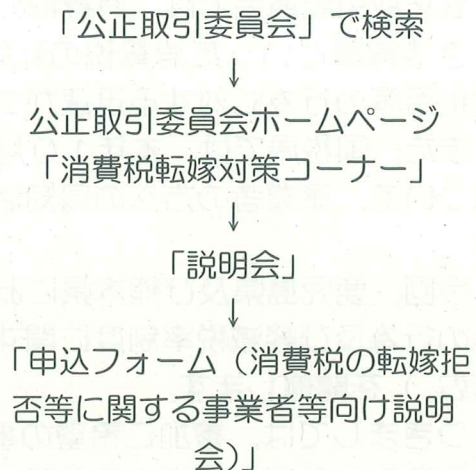 「公正取引委員会」で検索
↓
公正取引委員会ホームページ
「消費税転嫁対策コーナー」
↓
「説明会」
↓
「申込フォーム（消費税の転嫁拒
否等に関する事業者等向け説明
会)」